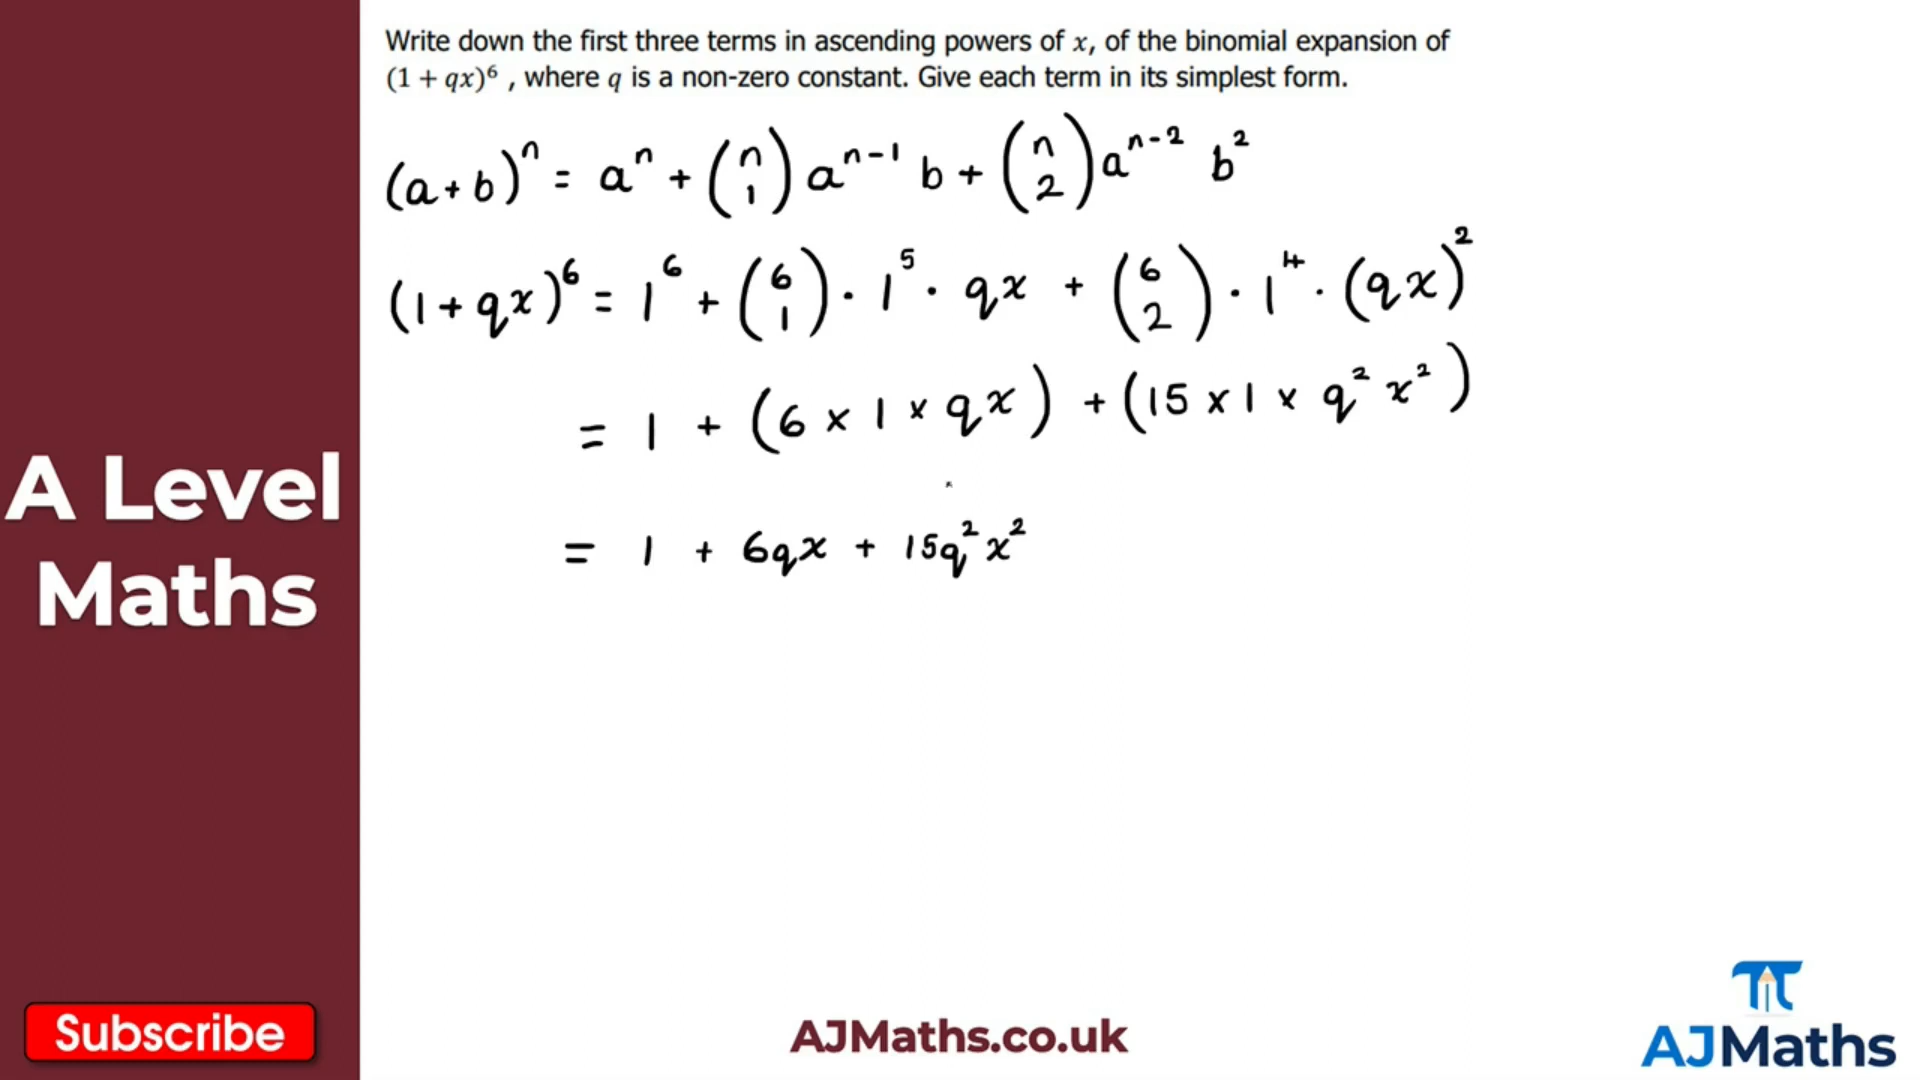 Write down the first three terms in ascending powers of x, of the binomial expansion of
(1 + qx)⁶ , where q is a non-zero constant. Give each term in its simplest form.
(a + b)ⁿ = aⁿ + (n 1) aⁿ⁻¹ b + (n 2) aⁿ⁻² b²
(1 + qx)⁶ = 1⁶ + (6 1) · 1⁵ · qx + (6 2) · 1⁴ · (qx)²
= 1 + (6 × 1 × qx) + (15 × 1 × q² x²)
= 1 + 6qx + 15q² x²
A Level
Maths
Subscribe
AJMaths.co.uk
AJMaths